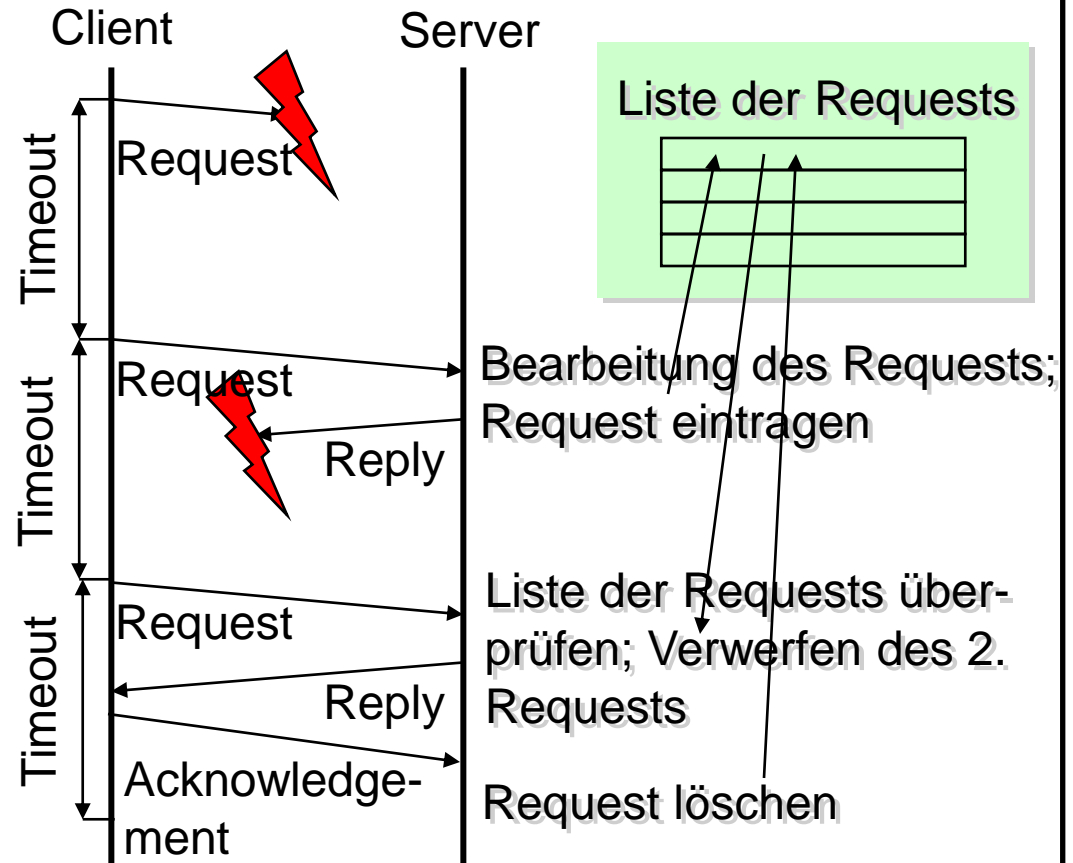 Client
Server
Liste der Requests
Timeout
Request
Timeout
Request
Bearbeitung des Requests;
Request eintragen
Reply
Timeout
Request
Liste der Requests über-
prüfen; Verwerfen des 2.
Requests
Reply
Acknowledge-
ment
Request löschen